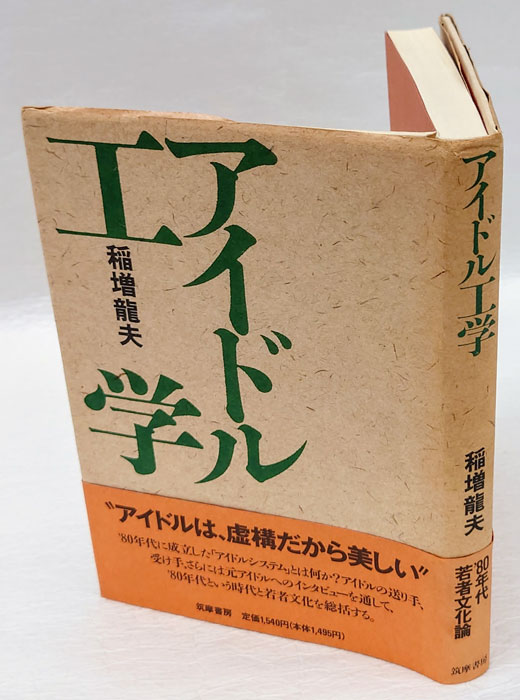 アイドル
工学
稲増龍夫
“アイドルは、虚構だから美しい”
'80年代に成立した「アイドルシステム」とは何か？アイドルの送り手、
受け手、さらには元アイドルへのインタビューを通して、
'80年代という時代と若者文化を総括する。
筑摩書房 定価1,540円(本体1,495円)
アイドル工学
稲増龍夫
'80年代
若者文化論
筑摩書房